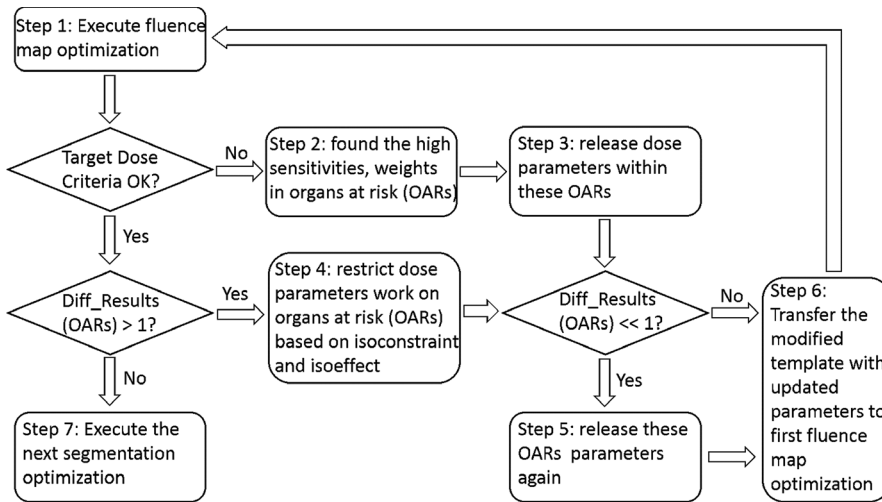 Step 1: Execute fluence
map optimization
Target Dose
Criteria OK?
No
Step 2: found the high
sensitivities, weights
in organs at risk (OARs)
Step 3: release dose
parameters within
these OARs
Yes
Diff_Results
(OARs) > 1?
Yes
Step 4: restrict dose
parameters work on
organs at risk (OARs)
based on isoconstraint
and isoeffect
Diff_Results
(OARs) << 1?
No
Step 6:
Transfer the
modified
template with
updated
parameters to
first fluence
map
optimization
No
Yes
Step 7: Execute the
next segmentation
optimization
Step 5: release these
OARs parameters
again